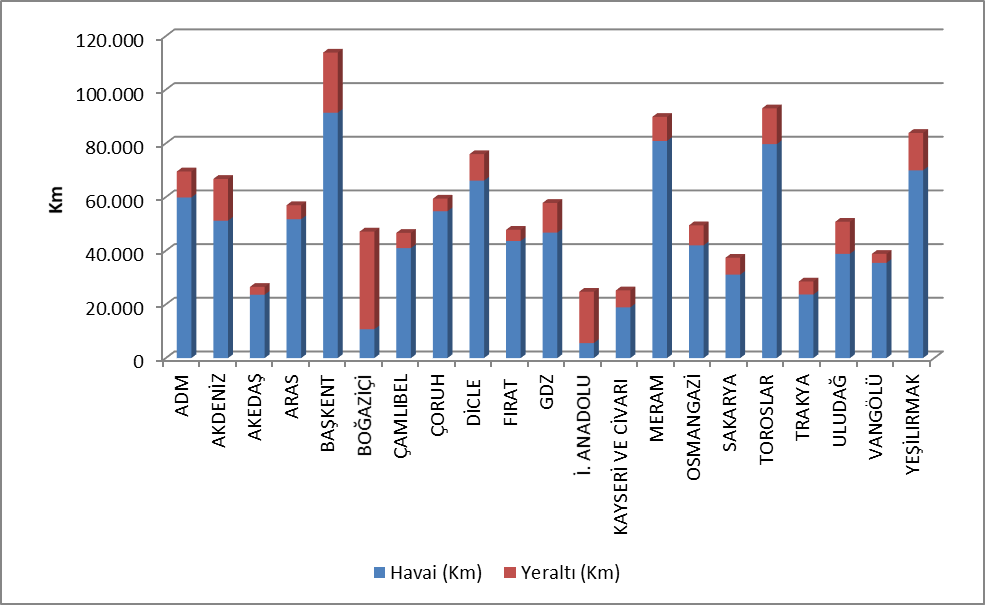 120.000
100.000
80.000
60.000
40.000
20.000
0
Km
ADM
AKDENİZ
AKEDAŞ
ARAS
BAŞKENT
BOĞAZİÇİ
ÇAMLIBEL
ÇORUH
DİCLE
FIRAT
GDZ
İ. ANADOLU
KAYSERİ VE CİVARI
MERAM
OSMANGAZİ
SAKARYA
TOROSLAR
TRAKYA
ULUDAĞ
VANGÖLÜ
YEŞİLIRMAK
Havai (Km)
Yeraltı (Km)